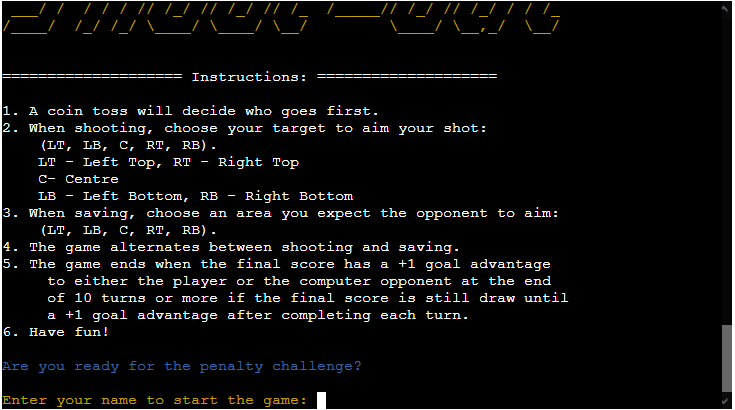 ==================== Instructions: ====================
1. A coin toss will decide who goes first.
2. When shooting, choose your target to aim your shot:
(LT, LB, C, RT, RB).
LT - Left Top, RT - Right Top
C- Centre
LB - Left Bottom, RB - Right Bottom
3. When saving, choose an area you expect the opponent to aim:
(LT, LB, C, RT, RB).
4. The game alternates between shooting and saving.
5. The game ends when the final score has a +1 goal advantage
to either the player or the computer opponent at the end
of 10 turns or more if the final score is still draw until
a +1 goal advantage after completing each turn.
6. Have fun!
Are you ready for the penalty challenge?
Enter your name to start the game: